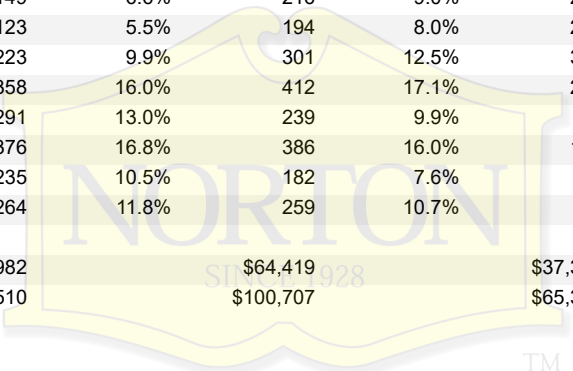 123 5.5% 194 8.0%
223 9.9% 301 12.5%
358 16.0% 412 17.1%
291 13.0% 239 9.9%
376 16.8% 386 16.0%
235 10.5% 182 7.6%
264 11.8% 259 10.7%
NORTON
982 $64,419 $37,3
SINCE 1928
510 $100,707 $65,3
TM